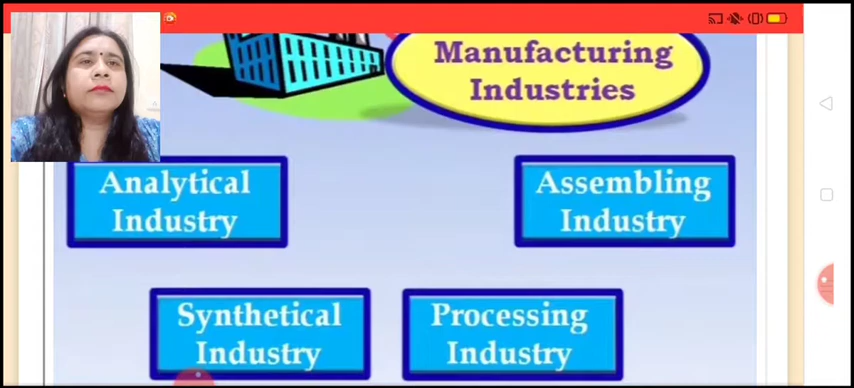 Manufacturing
Industries
Analytical
Industry
Assembling
Industry
Synthetical
Industry
Processing
Industry